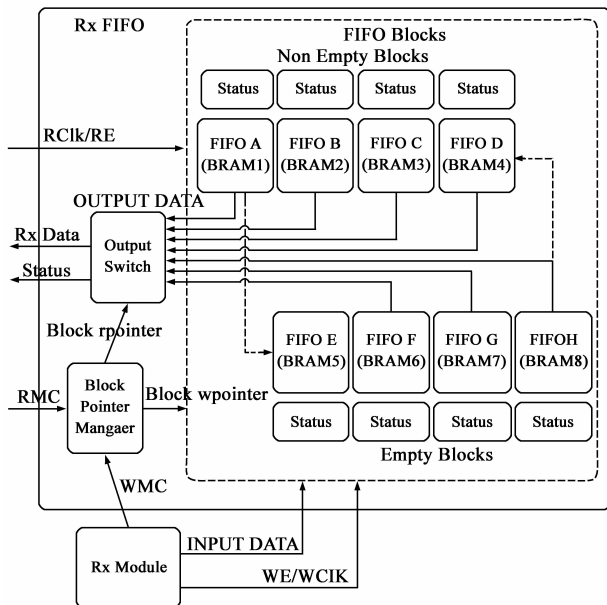 Rx FIFO
FIFO Blocks
Non Empty Blocks
Status
Status
Status
Status
RClk/RE
FIFO A
(BRAM1)
FIFO B
(BRAM2)
FIFO C
(BRAM3)
FIFO D
(BRAM4)
OUTPUT DATA
Rx Data
Status
Output
Switch
Block rpointer
FIFO E
(BRAM5)
FIFO F
(BRAM6)
FIFO G
(BRAM7)
FIFOH
(BRAM8)
RMC
Block
Pointer
Mangaer
Block wpointer
Status
Status
Status
Status
Empty Blocks
WMC
Rx Module
INPUT DATA
WE/WCIK